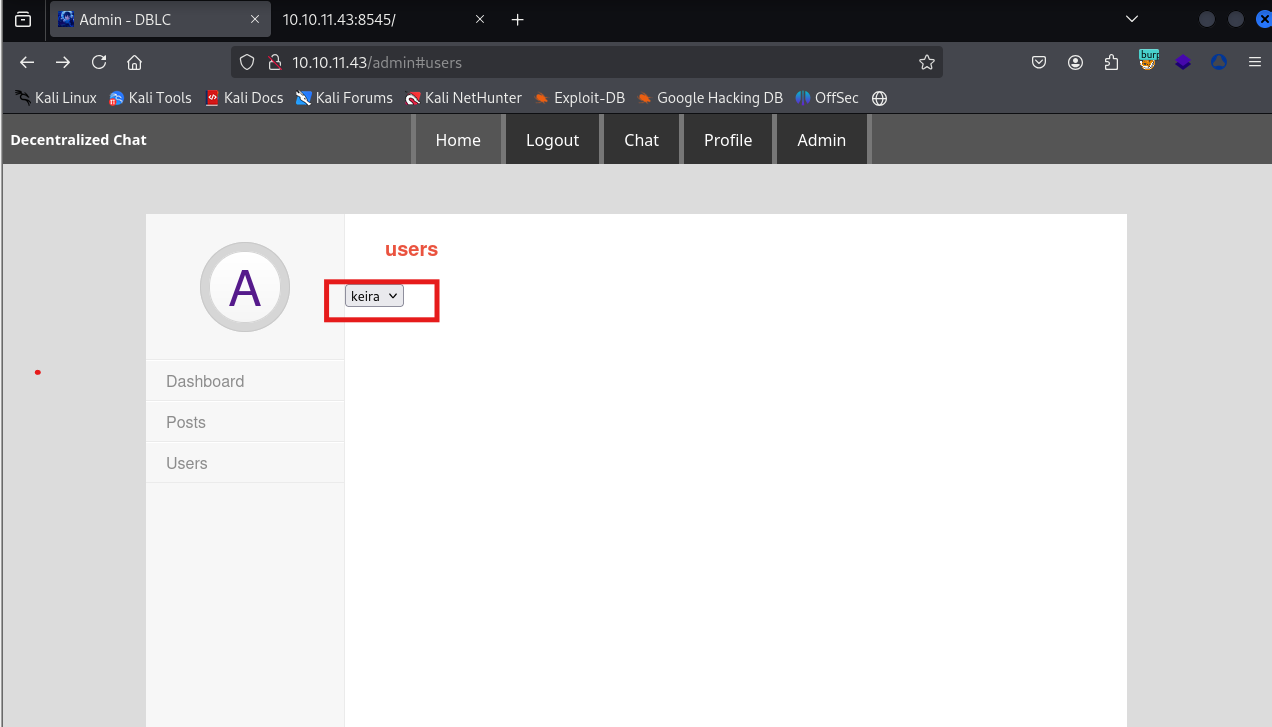 Admin - DBLC
10.10.11.43:8545/
10.10.11.43/admin#users
burp
Kali Linux
Kali Tools
Kali Docs
Kali Forums
Kali NetHunter
Exploit-DB
Google Hacking DB
OffSec
Decentralized Chat
Home
Logout
Chat
Profile
Admin
A
users
keira
Dashboard
Posts
Users